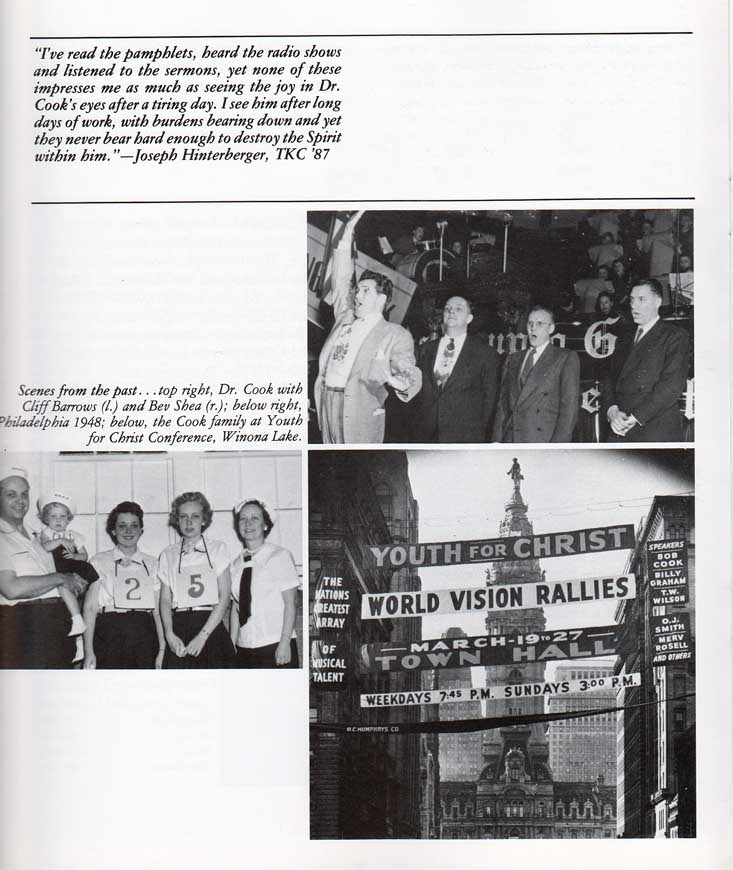 “I’ve read the pamphlets, heard the radio shows
and listened to the sermons, yet none of these
impresses me as much as seeing the joy in Dr.
Cook’s eyes after a tiring day. I see him after long
days of work, with burdens bearing down and yet
they never bear hard enough to destroy the Spirit
within him.”—Joseph Hinterberger, TKC ’87
Scenes from the past...top right, Dr. Cook with
Cliff Barrows (l.) and Bev Shea (r.); below right,
Philadelphia 1948; below, the Cook family at Youth
for Christ Conference, Winona Lake.
2
5
YOUTH FOR CHRIST
WORLD VISION RALLIES
MARCH-19 TO 27
TOWN HALL
WEEKDAYS 7:45 P.M. SUNDAYS 3:00 P.M.
THE
NATIONS
GREATEST
ARRAY
OF
MUSICAL
TALENT
SPEAKERS
BOB
COOK
BILLY
GRAHAM
T.W.
WILSON
O.J.
SMITH
MERV
ROSELL
AND OTHERS
O.C. HUMPHRYS CO.